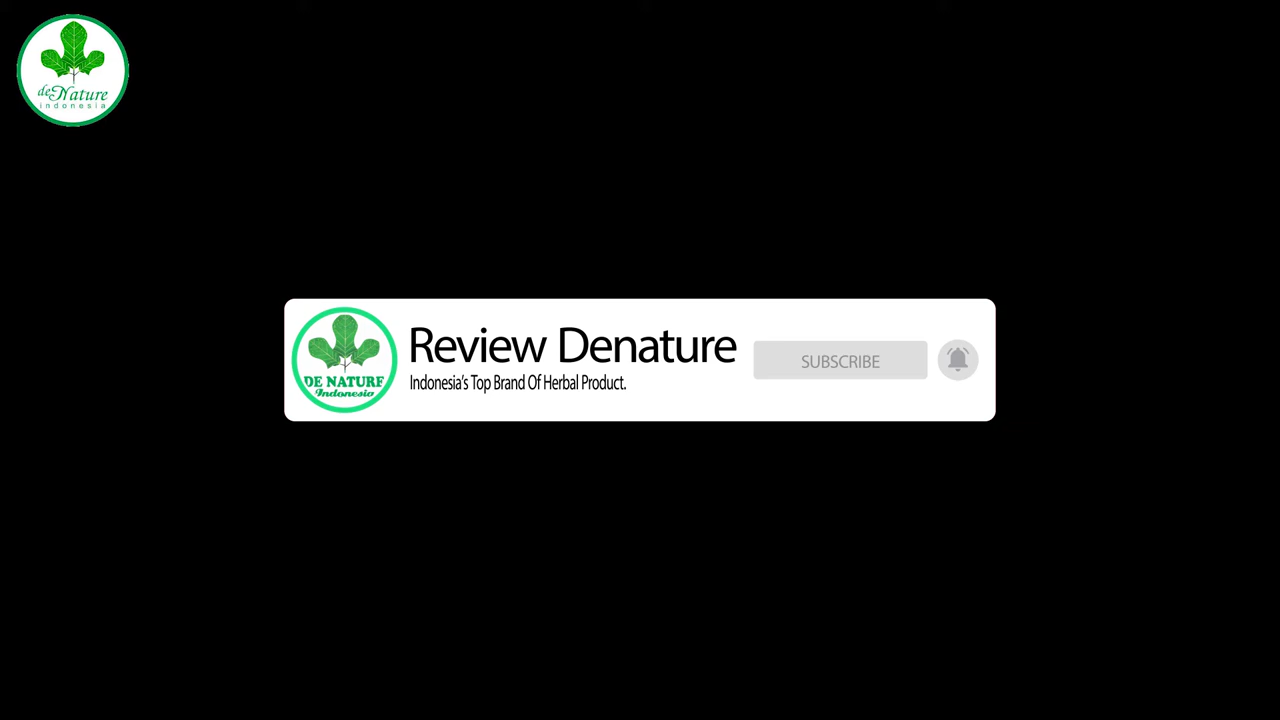 deNature
indonesia
Review Denature
Indonesia's Top Brand Of Herbal Product.
SUBSCRIBE
DE NATURE
Indonesia